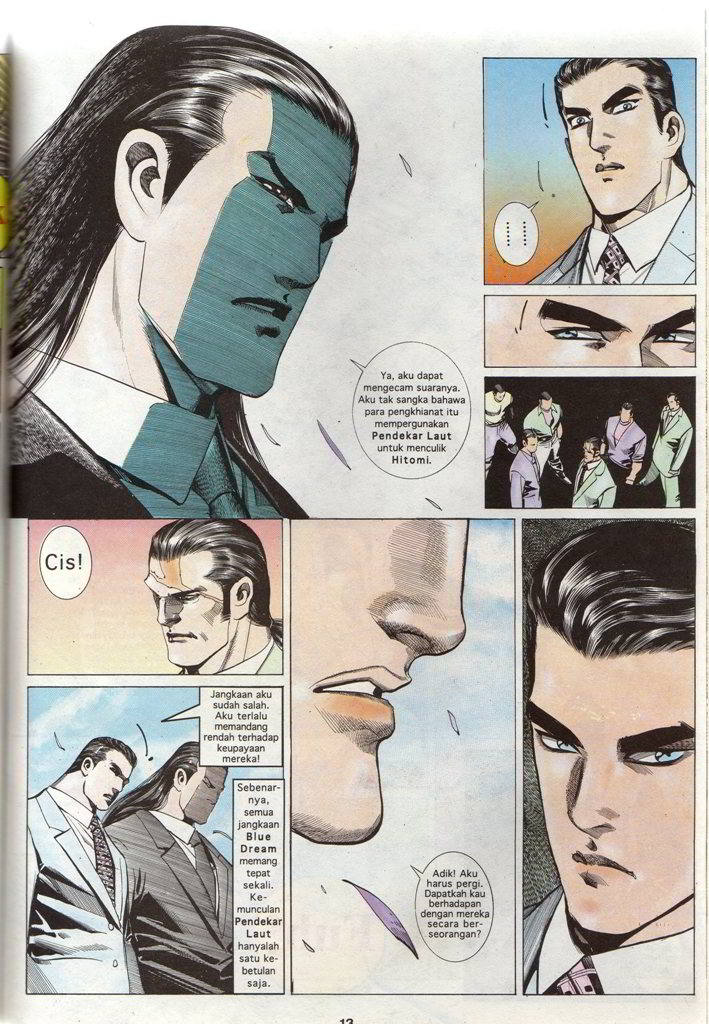 Ya, aku dapat
mengecam suaranya.
Aku tak sangka bahawa
para pengkhianat itu
mempergunakan
Pendekar Laut
untuk menculik
Hitomi.
Cis!
Jangkaan aku
sudah salah.
Aku terlalu
memandang
rendah terhadap
keupayaan
mereka!
Sebenar-
nya,
semua
jangkaan
Blue
Dream
memang
tepat
sekali.
Ke-
munculan
Pendekar
Laut
hanyalah
satu ke-
betulan
saja.
Adik! Aku
harus pergi.
Dapatkah kau
berhadapan
dengan mereka
secara ber-
seorangan?
13